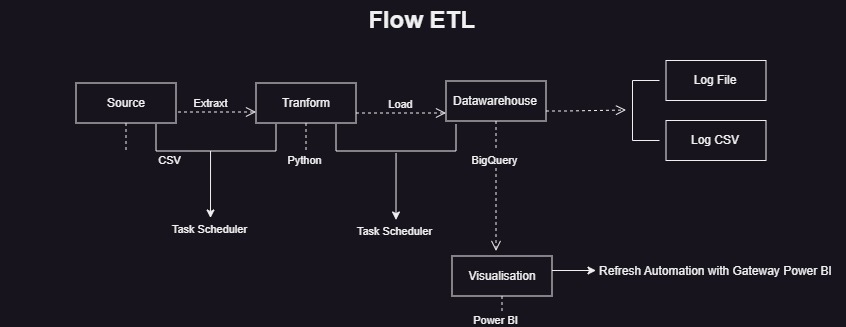 Flow ETL
Log File
Source
Extraxt
Tranform
Load
Datawarehouse
Log CSV
CSV
Python
BigQuery
Task Scheduler
Task Scheduler
Visualisation
Refresh Automation with Gateway Power BI
Power BI